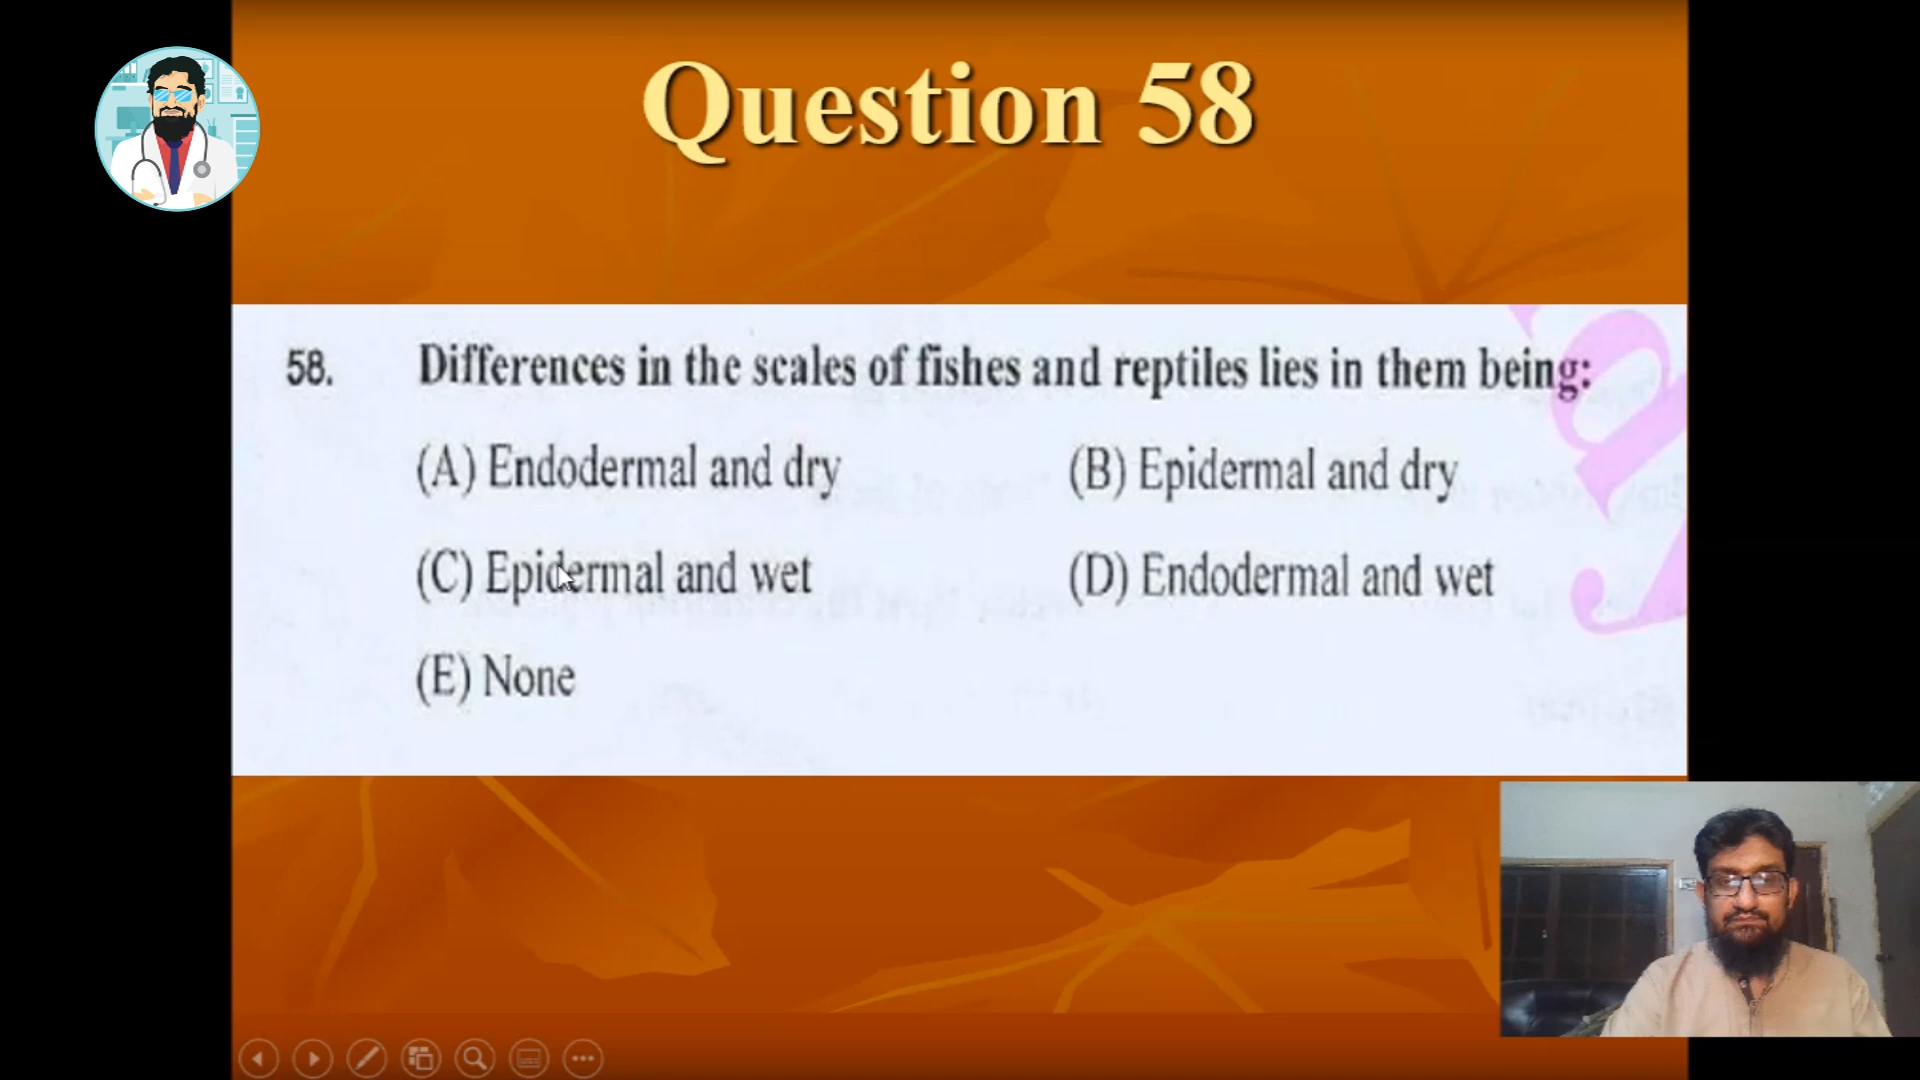 Question 58
58. Differences in the scales of fishes and reptiles lies in them being:
(A) Endodermal and dry (B) Epidermal and dry
(C) Epidermal and wet (D) Endodermal and wet
(E) None